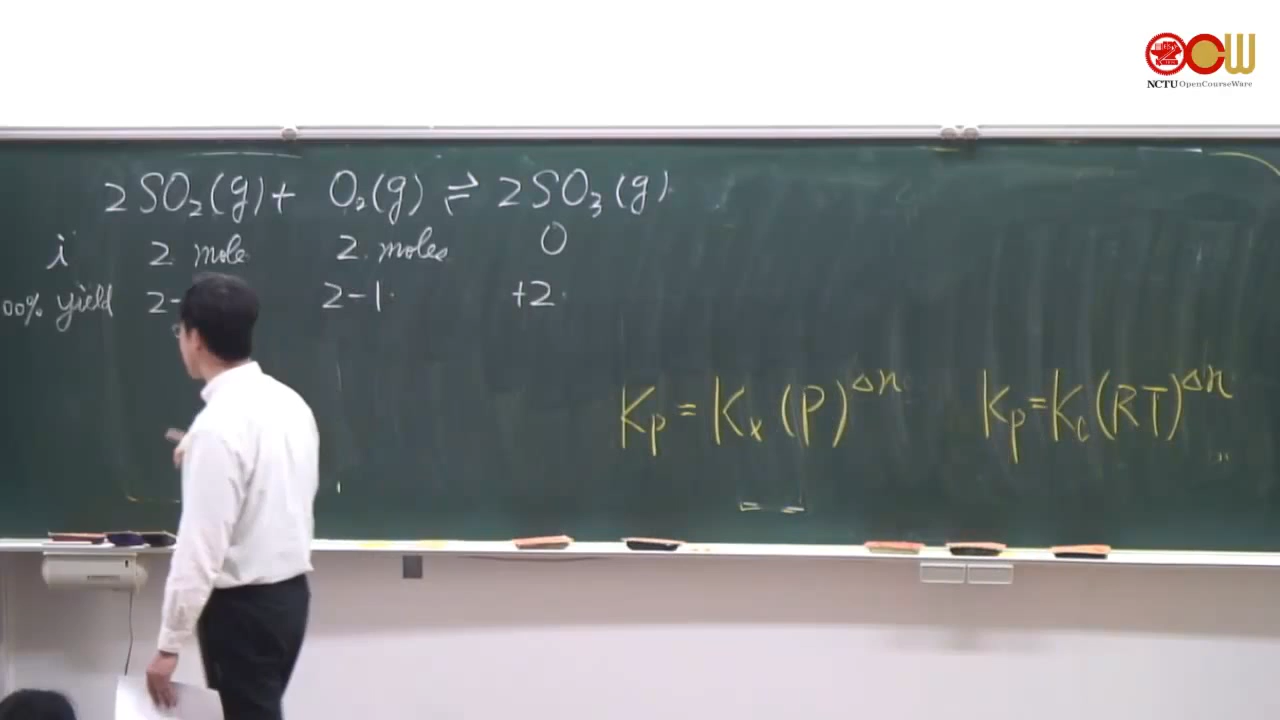 NCTU OpenCourseWare
2SO₂(g) + O₂(g) ⇌ 2SO₃(g)
i 2 mole 2 moles 0
00% yield 2- 2-1 +2
Kp = Kx (P)^Δn Kp = Kc (RT)^Δn